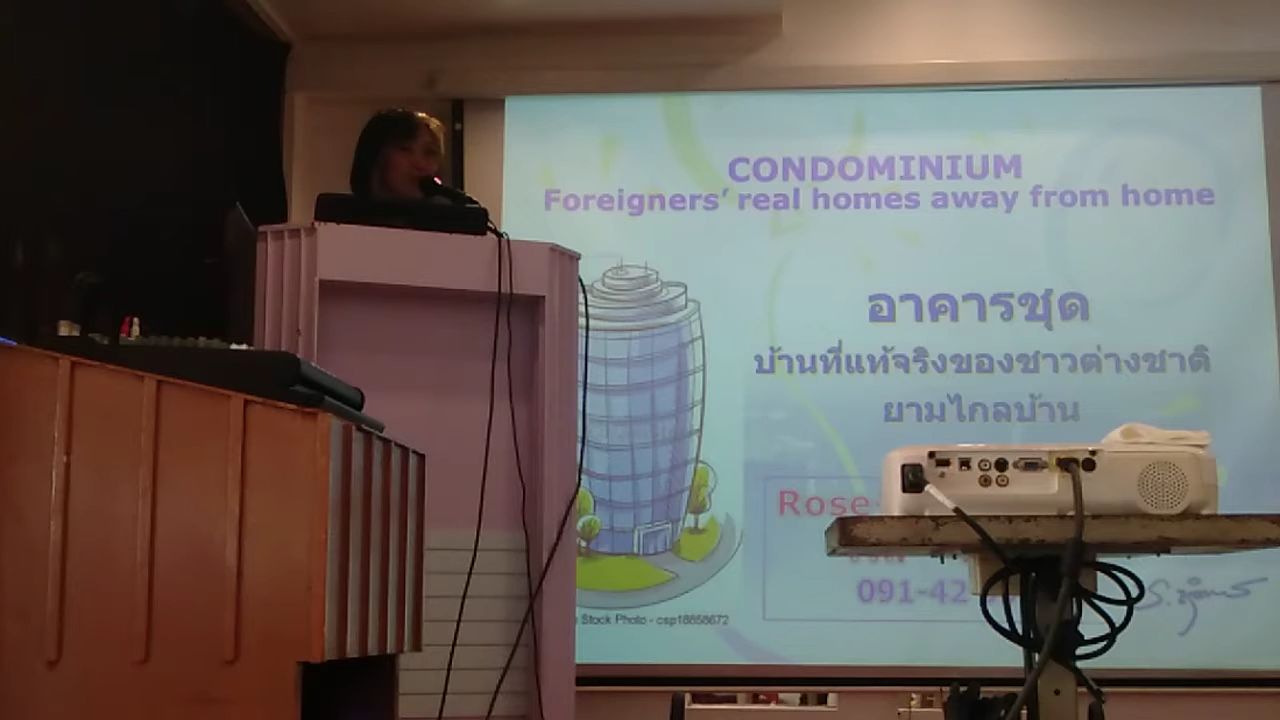 CONDOMINIUM
Foreigners' real homes away from home
อาคารชุด
บ้านที่แท้จริงของชาวต่างชาติ
ยามไกลบ้าน
Rose
091-42
Stock Photo - csp18858672